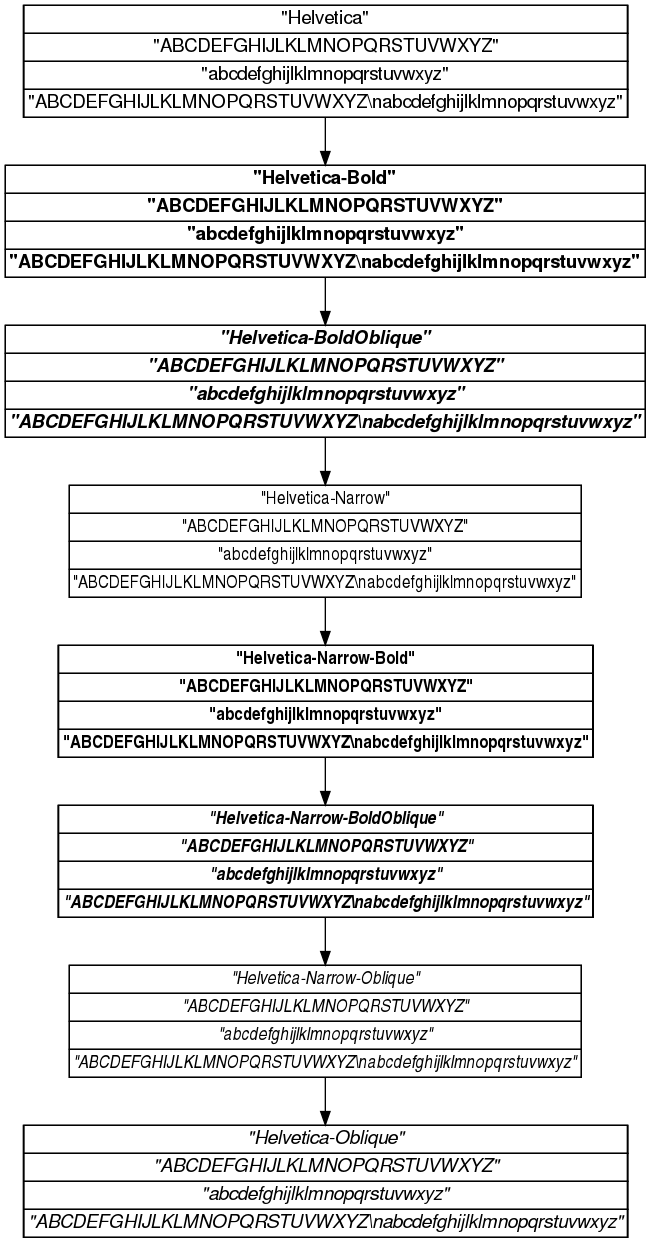 "Helvetica"
"ABCDEFGHIJLKLMNOPQRSTUVWXYZ"
"abcdefghijlklmnopqrstuvwxyz"
"ABCDEFGHIJLKLMNOPQRSTUVWXYZ\nabcdefghijlklmnopqrstuvwxyz"
"Helvetica-Bold"
"ABCDEFGHIJLKLMNOPQRSTUVWXYZ"
"abcdefghijlklmnopqrstuvwxyz"
"ABCDEFGHIJLKLMNOPQRSTUVWXYZ\nabcdefghijlklmnopqrstuvwxyz"
"Helvetica-BoldOblique"
"ABCDEFGHIJLKLMNOPQRSTUVWXYZ"
"abcdefghijlklmnopqrstuvwxyz"
"ABCDEFGHIJLKLMNOPQRSTUVWXYZ\nabcdefghijlklmnopqrstuvwxyz"
"Helvetica-Narrow"
"ABCDEFGHIJLKLMNOPQRSTUVWXYZ"
"abcdefghijlklmnopqrstuvwxyz"
"ABCDEFGHIJLKLMNOPQRSTUVWXYZ\nabcdefghijlklmnopqrstuvwxyz"
"Helvetica-Narrow-Bold"
"ABCDEFGHIJLKLMNOPQRSTUVWXYZ"
"abcdefghijlklmnopqrstuvwxyz"
"ABCDEFGHIJLKLMNOPQRSTUVWXYZ\nabcdefghijlklmnopqrstuvwxyz"
"Helvetica-Narrow-BoldOblique"
"ABCDEFGHIJLKLMNOPQRSTUVWXYZ"
"abcdefghijlklmnopqrstuvwxyz"
"ABCDEFGHIJLKLMNOPQRSTUVWXYZ\nabcdefghijlklmnopqrstuvwxyz"
"Helvetica-Narrow-Oblique"
"ABCDEFGHIJLKLMNOPQRSTUVWXYZ"
"abcdefghijlklmnopqrstuvwxyz"
"ABCDEFGHIJLKLMNOPQRSTUVWXYZ\nabcdefghijlklmnopqrstuvwxyz"
"Helvetica-Oblique"
"ABCDEFGHIJLKLMNOPQRSTUVWXYZ"
"abcdefghijlklmnopqrstuvwxyz"
"ABCDEFGHIJLKLMNOPQRSTUVWXYZ\nabcdefghijlklmnopqrstuvwxyz"